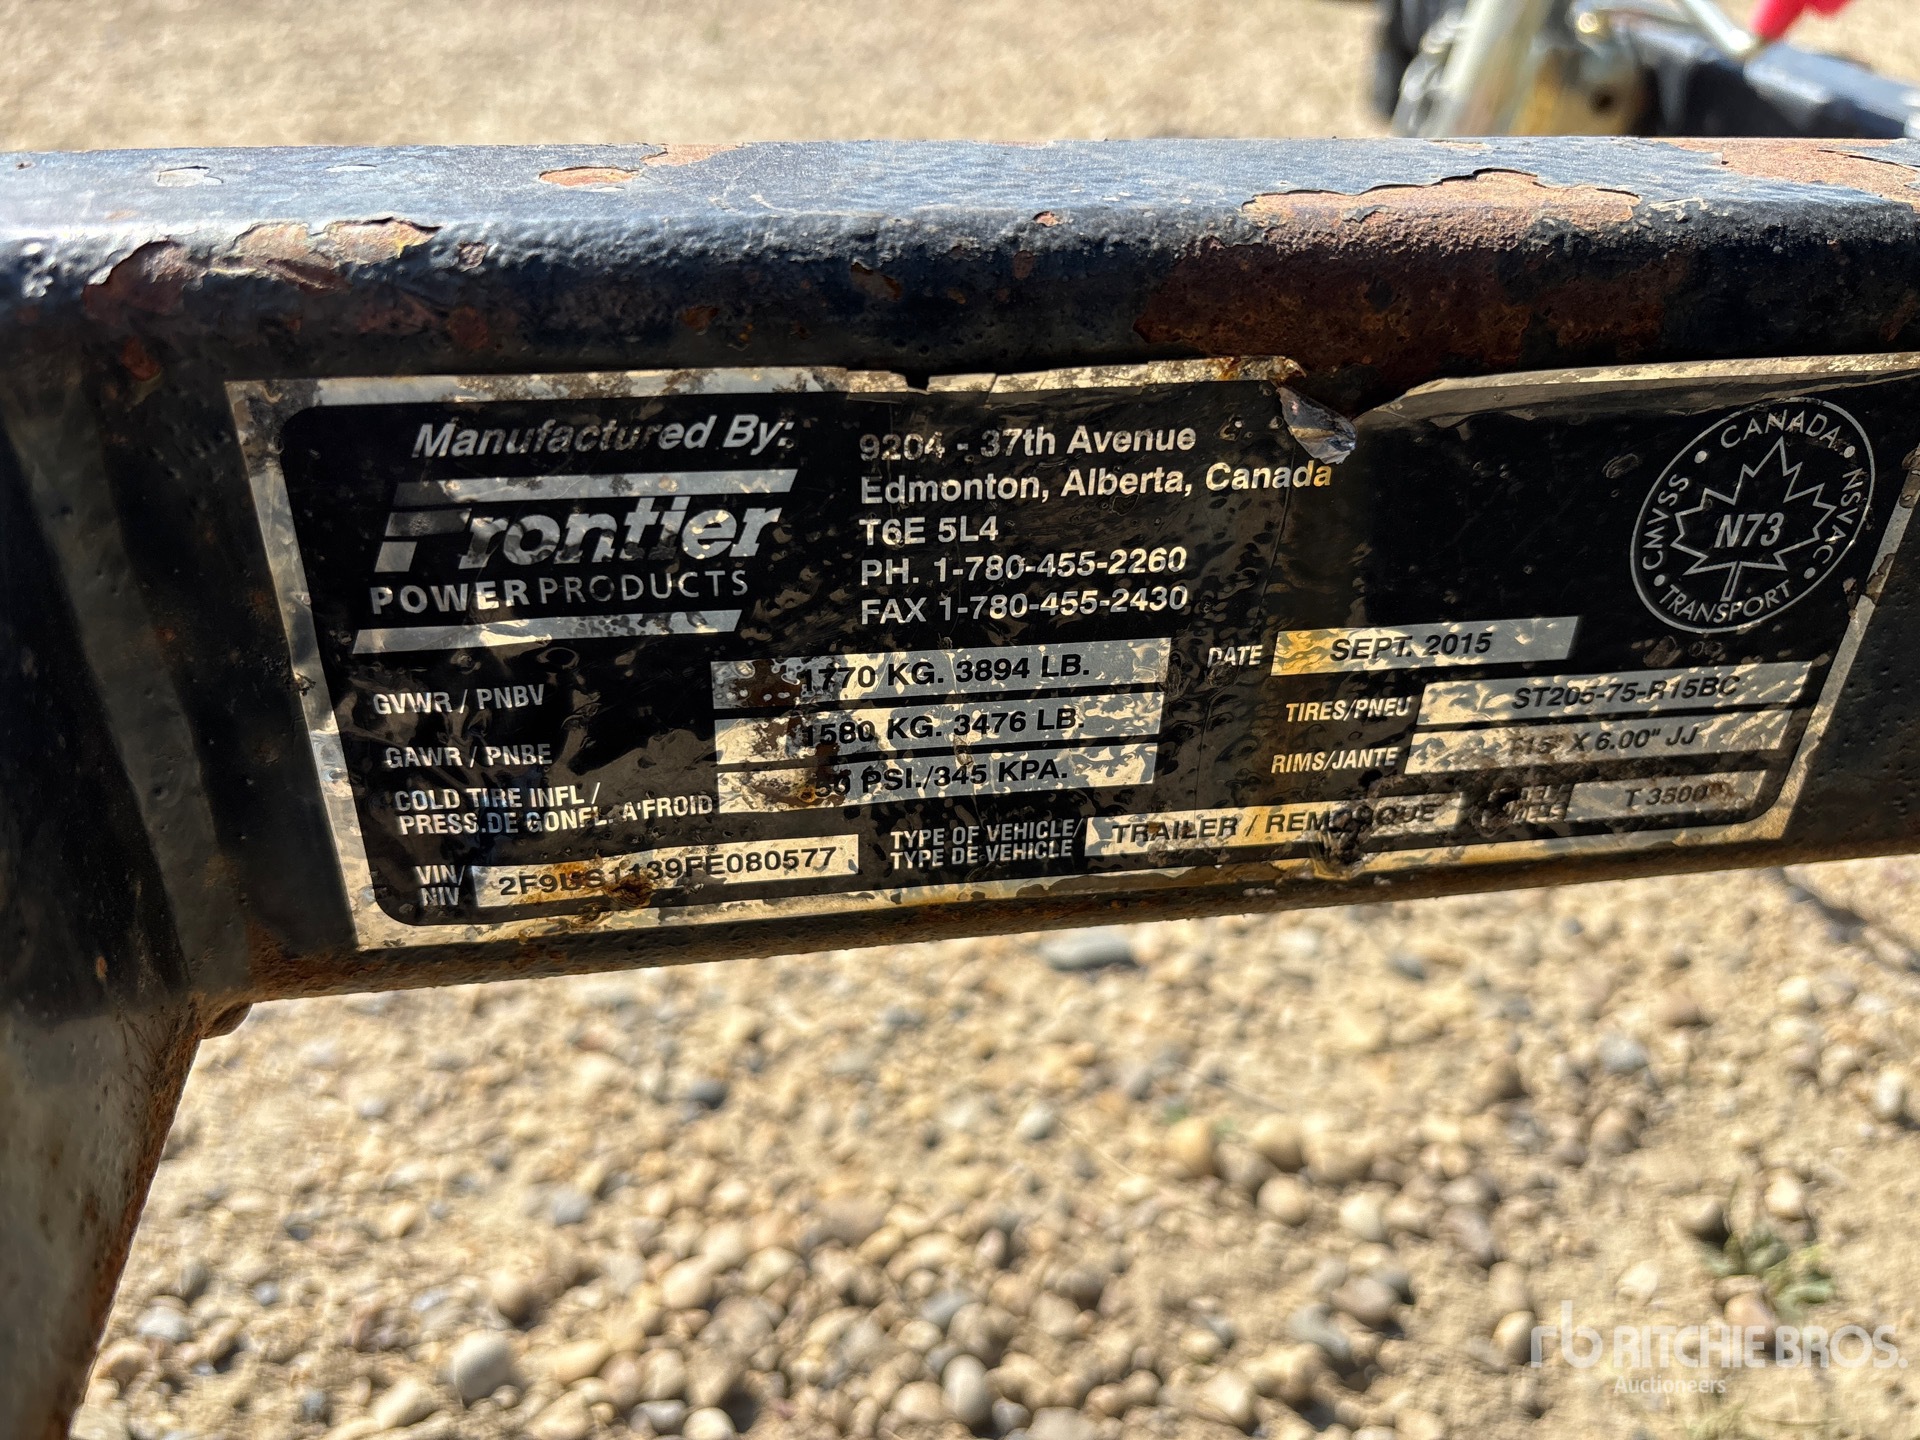 Manufactured By:
Frontier
POWER PRODUCTS
9204 - 37th Avenue
Edmonton, Alberta, Canada
T6E 5L4
PH. 1-780-455-2260
FAX 1-780-455-2430
CANADA • NSVAC • TRANSPORT • CMVSS •
N73
GVWR / PNBV 1770 KG. 3894 LB.
DATE SEPT. 2015
GAWR / PNBE 1580 KG. 3476 LB.
TIRES/PNEU ST205-75-R15BC
COLD TIRE INFL /
PRESS.DE GONFL. A'FROID 50 PSI./345 KPA.
RIMS/JANTE 15" X 6.00" JJ
VIN/
NIV
TYPE OF VEHICLE/
TYPE DE VEHICLE TRAILER / REMORQUE
T 3500
rb RITCHIE BROS.
Auctioneers